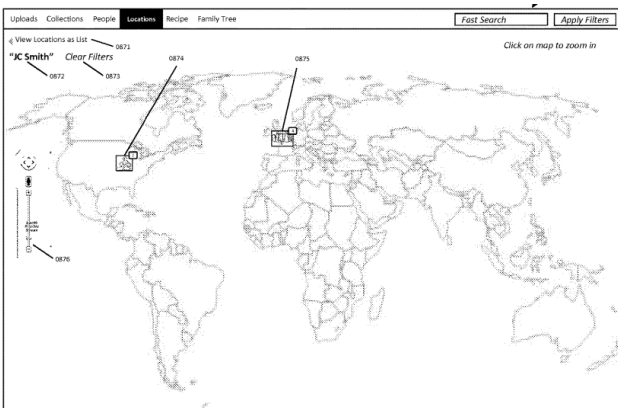 Uploads Collections People Locations Recipe Family Tree Fast Search Apply Filters
View Locations as List 0871 Click on map to zoom in
"JC Smith" Clear Filters 0874 0875
0872 0873
0876